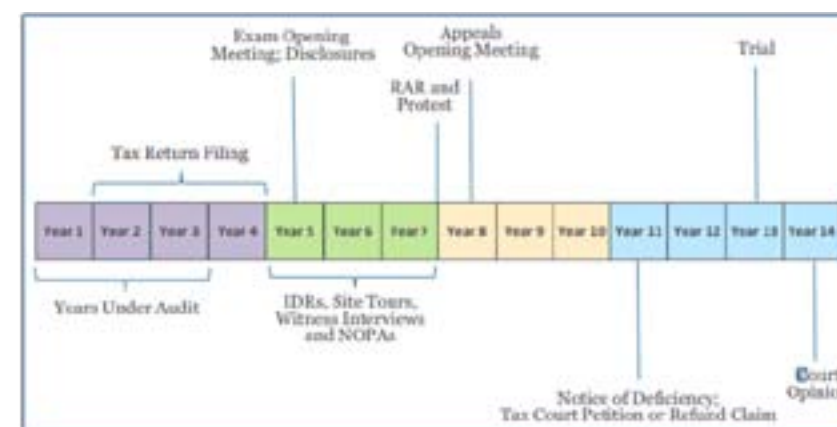 Exam Opening
Meeting; Disclosures
Appeals
Opening Meeting
Trial
RAR and
Protest
Tax Return Filing
Year 1
Year 2
Year 3
Year 4
Year 5
Year 6
Year 7
Year 8
Year 9
Year 10
Year 11
Year 12
Year 13
Year 14
Years Under Audit
IDRs, Site Tours,
Witness Interviews
and NOPAs
Notice of Deficiency;
Tax Court Petition or Refund Claim
Court
Opinio